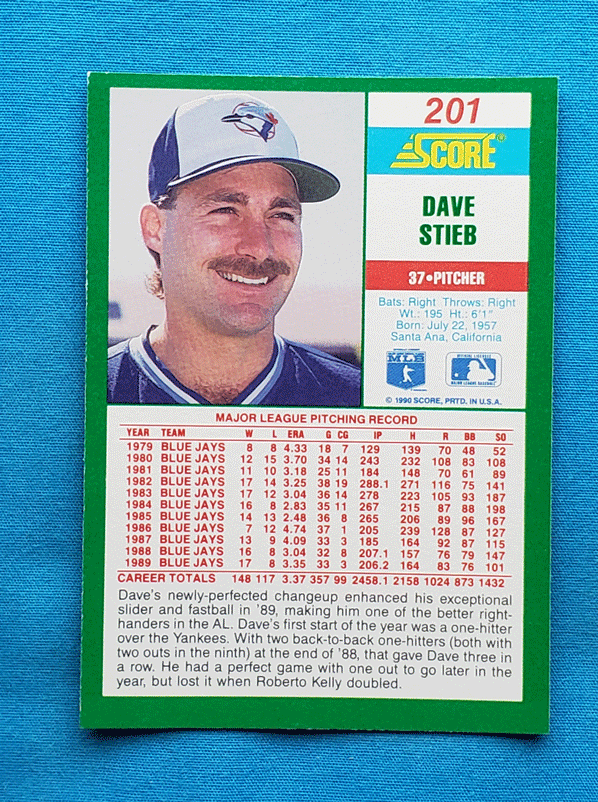 201
SCORE®
DAVE
STIEB
37•PITCHER
Bats: Right Throws: Right
Wt.: 195 Ht.: 6'1"
Born: July 22, 1957
Santa Ana, California
MLS
OFFICIAL LICENSEE
MAJOR LEAGUE BASEBALL
© 1990 SCORE, PRTD. IN U.S.A.
MAJOR LEAGUE PITCHING RECORD
YEAR TEAM W L ERA G CG IP H R BB SO
1979 BLUE JAYS 8 8 4.33 18 7 129 139 70 48 52
1980 BLUE JAYS 12 15 3.70 34 14 243 232 108 83 108
1981 BLUE JAYS 11 10 3.18 25 11 184 148 70 61 89
1982 BLUE JAYS 17 14 3.25 38 19 288.1 271 116 75 141
1983 BLUE JAYS 17 12 3.04 36 14 278 223 105 93 187
1984 BLUE JAYS 16 8 2.83 35 11 267 215 87 88 198
1985 BLUE JAYS 14 13 2.48 36 8 265 206 89 96 167
1986 BLUE JAYS 7 12 4.74 37 1 205 239 128 87 127
1987 BLUE JAYS 13 9 4.09 33 3 185 164 92 87 115
1988 BLUE JAYS 16 8 3.04 32 8 207.1 157 76 79 147
1989 BLUE JAYS 17 8 3.35 33 3 206.2 164 83 76 101
CAREER TOTALS 148 117 3.37 357 99 2458.1 2158 1024 873 1432
Dave's newly-perfected changeup enhanced his exceptional
slider and fastball in '89, making him one of the better right-
handers in the AL. Dave's first start of the year was a one-hitter
over the Yankees. With two back-to-back one-hitters (both with
two outs in the ninth) at the end of '88, that gave Dave three in
a row. He had a perfect game with one out to go later in the
year, but lost it when Roberto Kelly doubled.